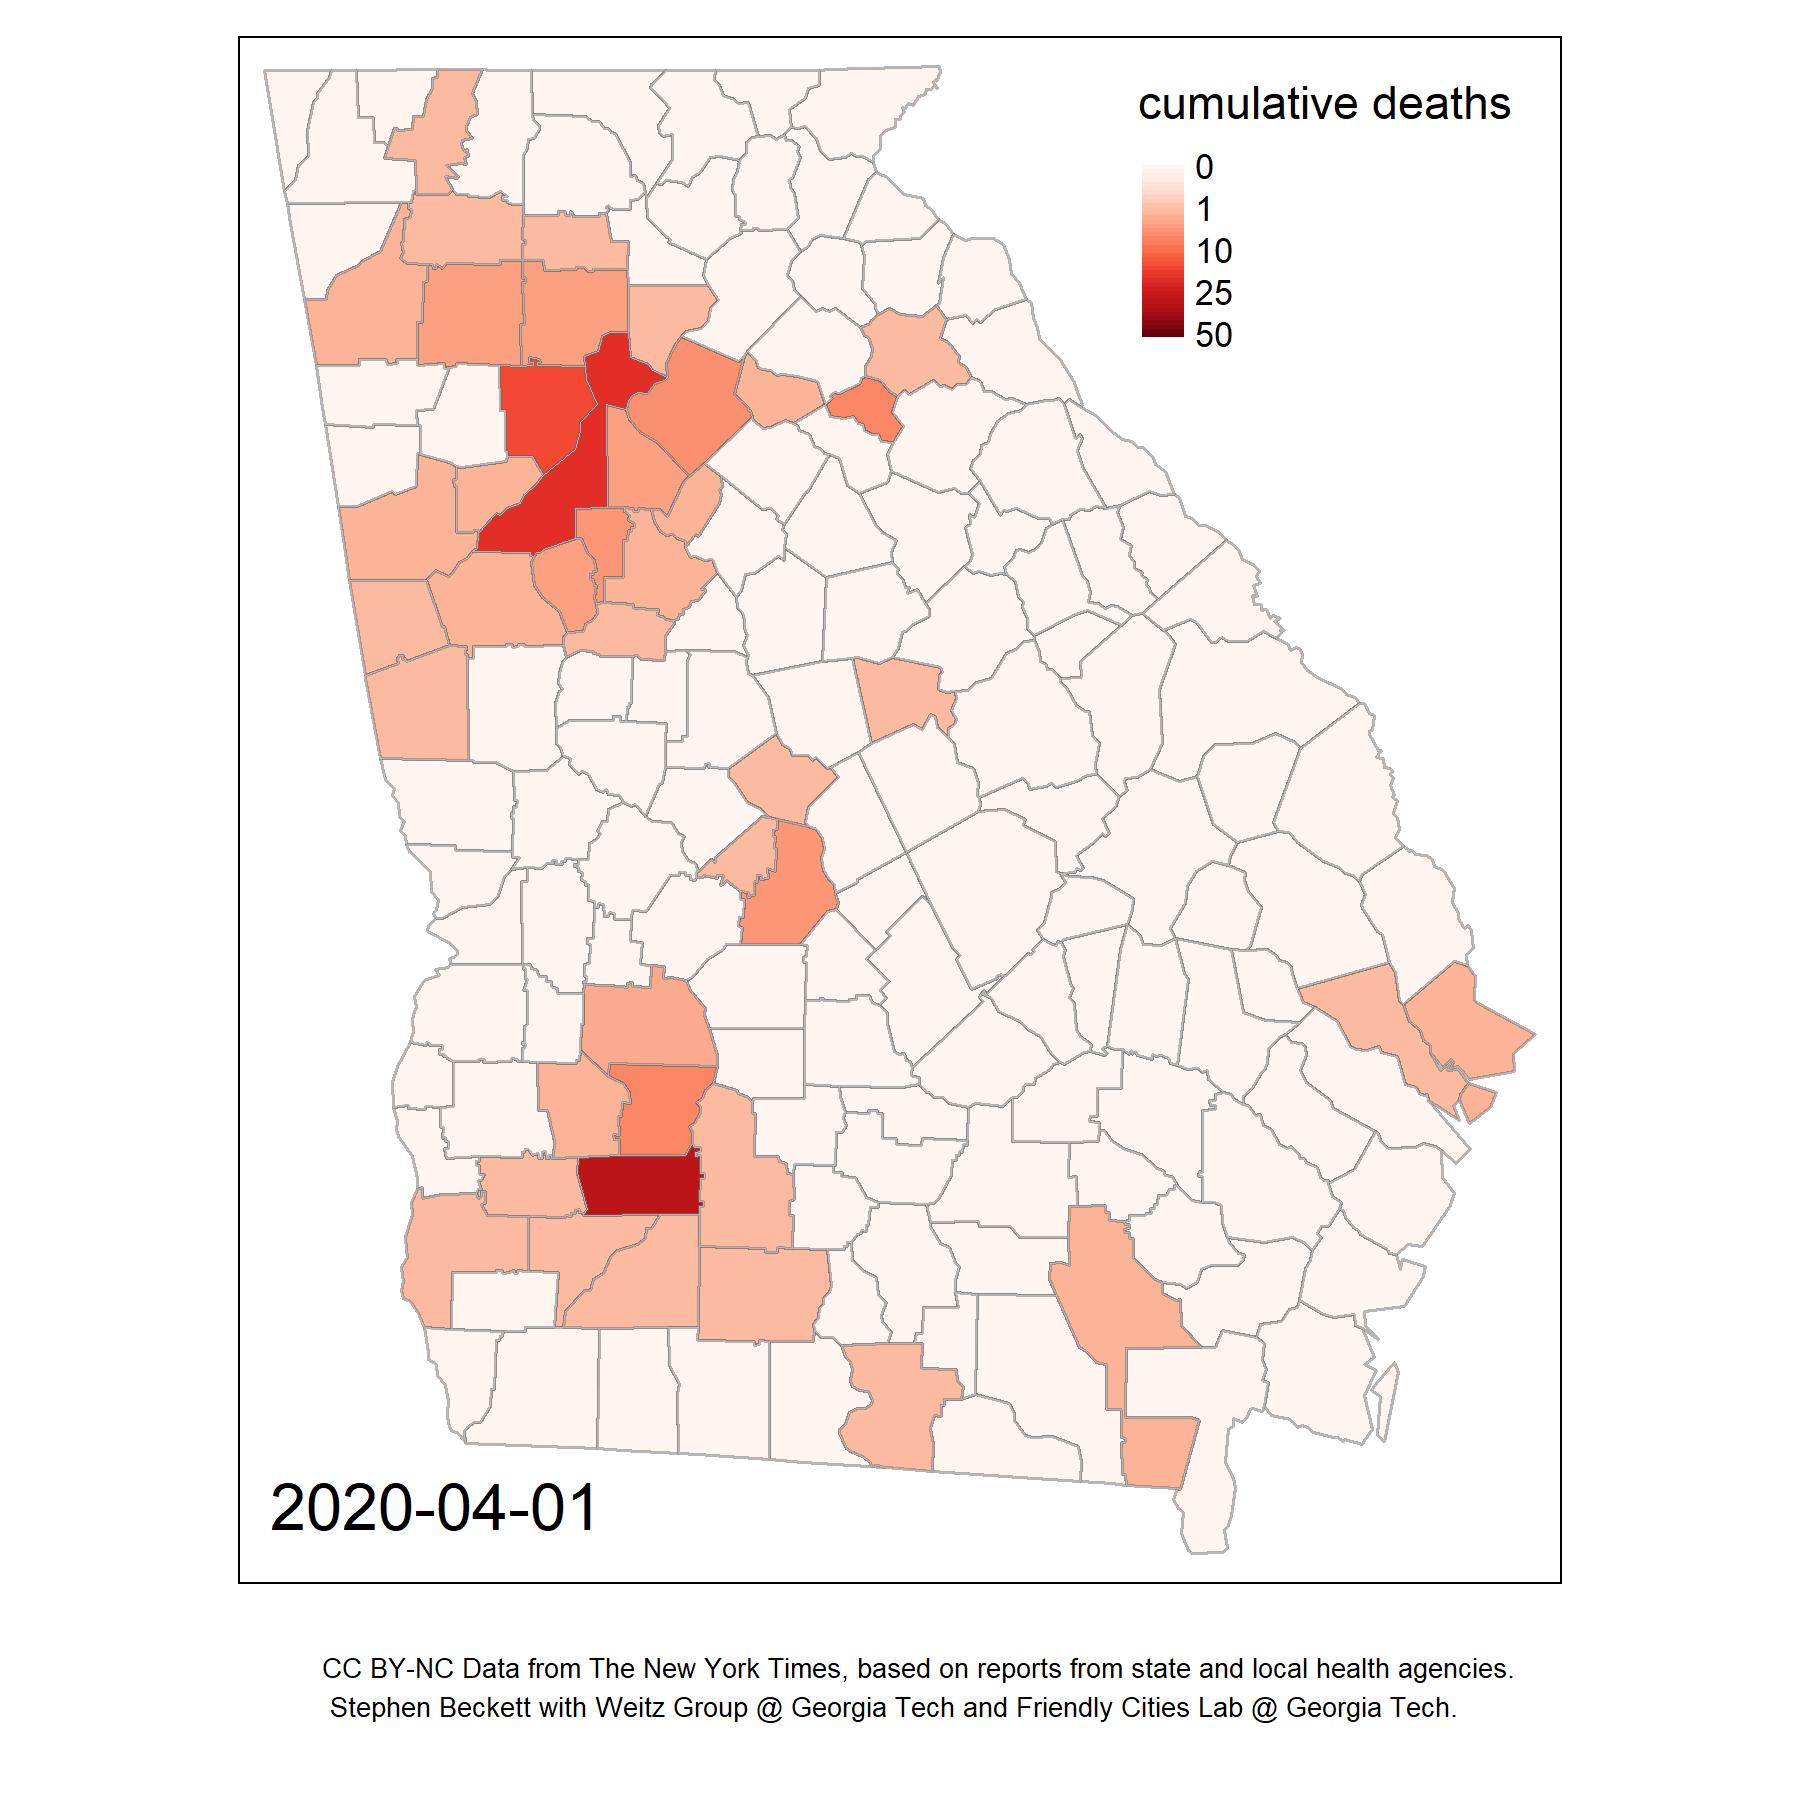 cumulative deaths
0
1
10
25
50
2020-04-01
CC BY-NC Data from The New York Times, based on reports from state and local health agencies.
Stephen Beckett with Weitz Group @ Georgia Tech and Friendly Cities Lab @ Georgia Tech.